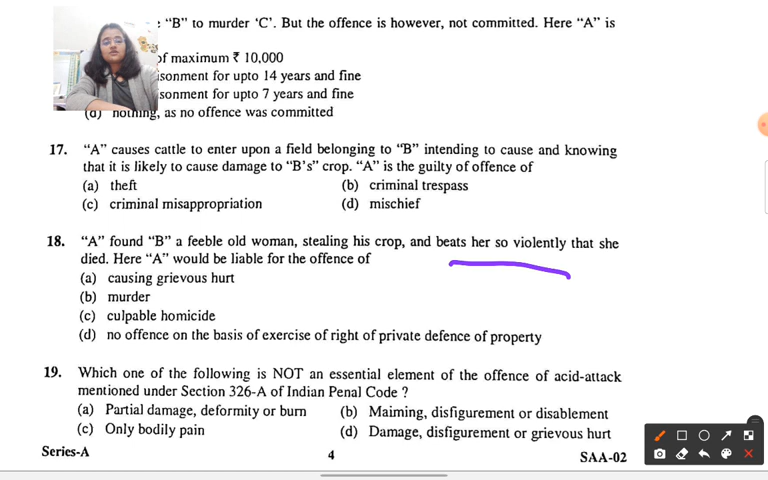 : “B” to murder ‘C’. But the offence is however, not committed. Here “A” is
of maximum ₹ 10,000
isonment for upto 14 years and fine
sonment for upto 7 years and fine
(d) nothing, as no offence was committed
17. “A” causes cattle to enter upon a field belonging to “B” intending to cause and knowing
that it is likely to cause damage to “B’s” crop. “A” is the guilty of offence of
(a) theft (b) criminal trespass
(c) criminal misappropriation (d) mischief
18. “A” found “B” a feeble old woman, stealing his crop, and beats her so violently that she
died. Here “A” would be liable for the offence of
(a) causing grievous hurt
(b) murder
(c) culpable homicide
(d) no offence on the basis of exercise of right of private defence of property
19. Which one of the following is NOT an essential element of the offence of acid-attack
mentioned under Section 326-A of Indian Penal Code ?
(a) Partial damage, deformity or burn (b) Maiming, disfigurement or disablement
(c) Only bodily pain (d) Damage, disfigurement or grievous hurt
Series-A 4 SAA-02